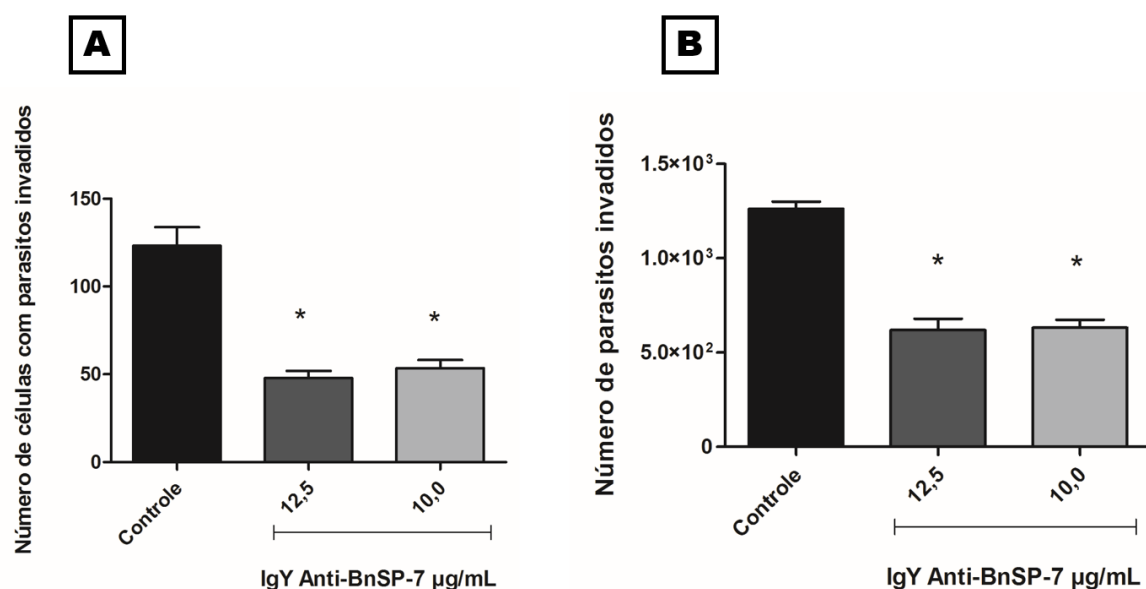 A
Número de células com parasitos invadidos
150
100
50
0
Controle
12,5
10,0
IgY Anti-BnSP-7 µg/mL
*
*
B
Número de parasitos invadidos
1.5×10³
1.0×10³
5.0×10²
0
Controle
12,5
10,0
IgY Anti-BnSP-7 µg/mL
*
*